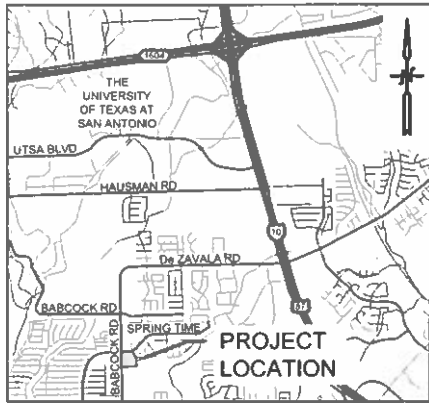 1604
THE
UNIVERSITY
OF TEXAS AT
SAN ANTONIO
UTSA BLVD
HAUSMAN RD
10
De ZAVALA RD
87
BABCOCK RD
SPRING TIME
BABCOCK RD
PROJECT
LOCATION